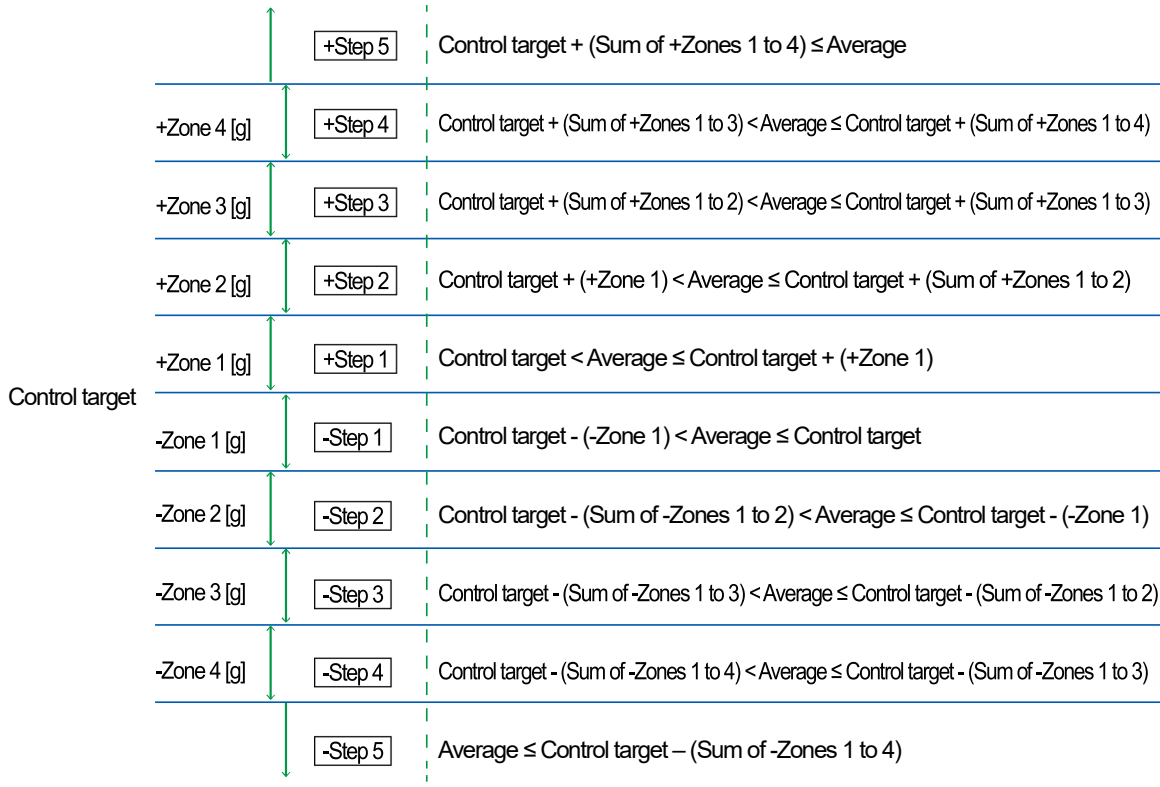 +Step 5 Control target + (Sum of +Zones 1 to 4) ≤ Average
+Zone 4 [g] +Step 4 Control target + (Sum of +Zones 1 to 3) < Average ≤ Control target + (Sum of +Zones 1 to 4)
+Zone 3 [g] +Step 3 Control target + (Sum of +Zones 1 to 2) < Average ≤ Control target + (Sum of +Zones 1 to 3)
+Zone 2 [g] +Step 2 Control target + (+Zone 1) < Average ≤ Control target + (Sum of +Zones 1 to 2)
+Zone 1 [g] +Step 1 Control target < Average ≤ Control target + (+Zone 1)
Control target
-Zone 1 [g] -Step 1 Control target - (-Zone 1) < Average ≤ Control target
-Zone 2 [g] -Step 2 Control target - (Sum of -Zones 1 to 2) < Average ≤ Control target - (-Zone 1)
-Zone 3 [g] -Step 3 Control target - (Sum of -Zones 1 to 3) < Average ≤ Control target - (Sum of -Zones 1 to 2)
-Zone 4 [g] -Step 4 Control target - (Sum of -Zones 1 to 4) < Average ≤ Control target - (Sum of -Zones 1 to 3)
-Step 5 Average ≤ Control target – (Sum of -Zones 1 to 4)